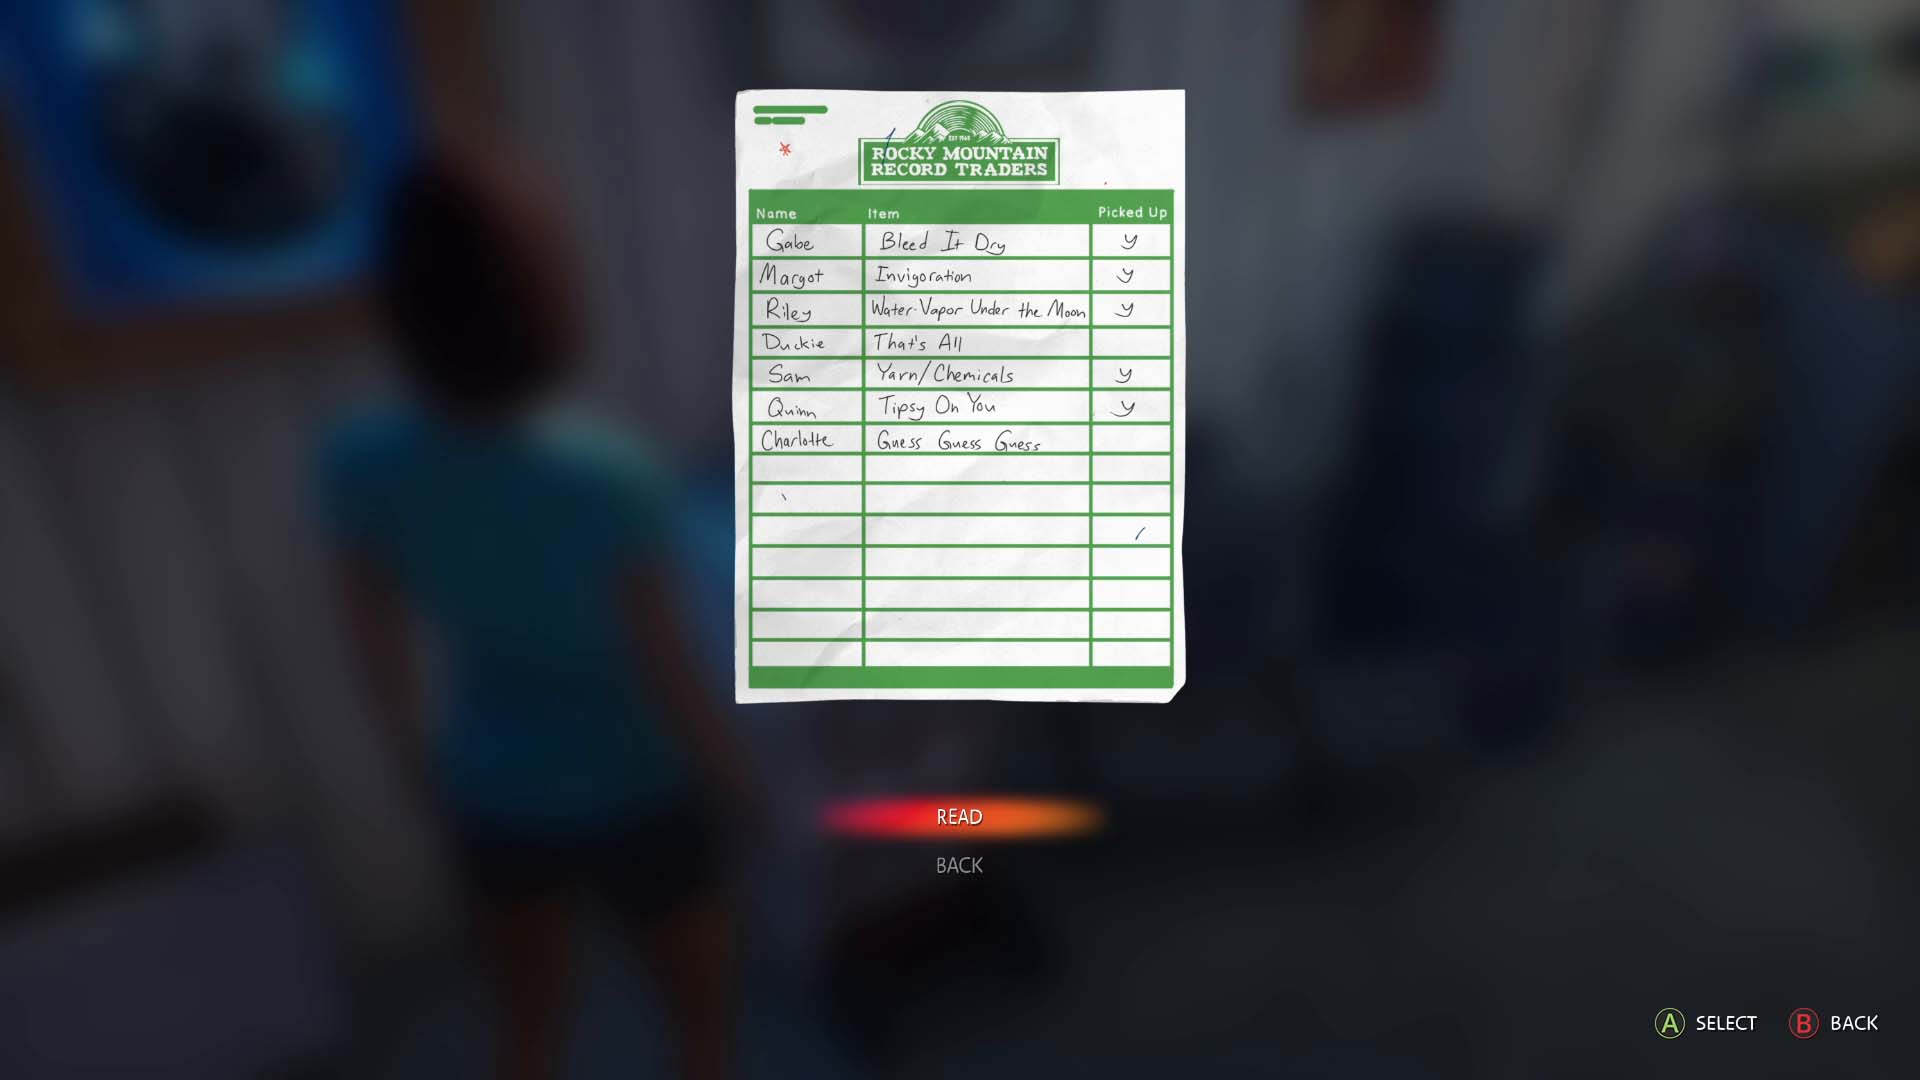 EST 1968
ROCKY MOUNTAIN
RECORD TRADERS
Name Item Picked Up
Gabe Bleed It Dry y
Margot Invigoration y
Riley Water-Vapor Under the Moon y
Duckie That's All
Sam Yarn/Chemicals y
Quinn Tipsy On You y
Charlotte Guess Guess Guess
READ
BACK
A SELECT B BACK